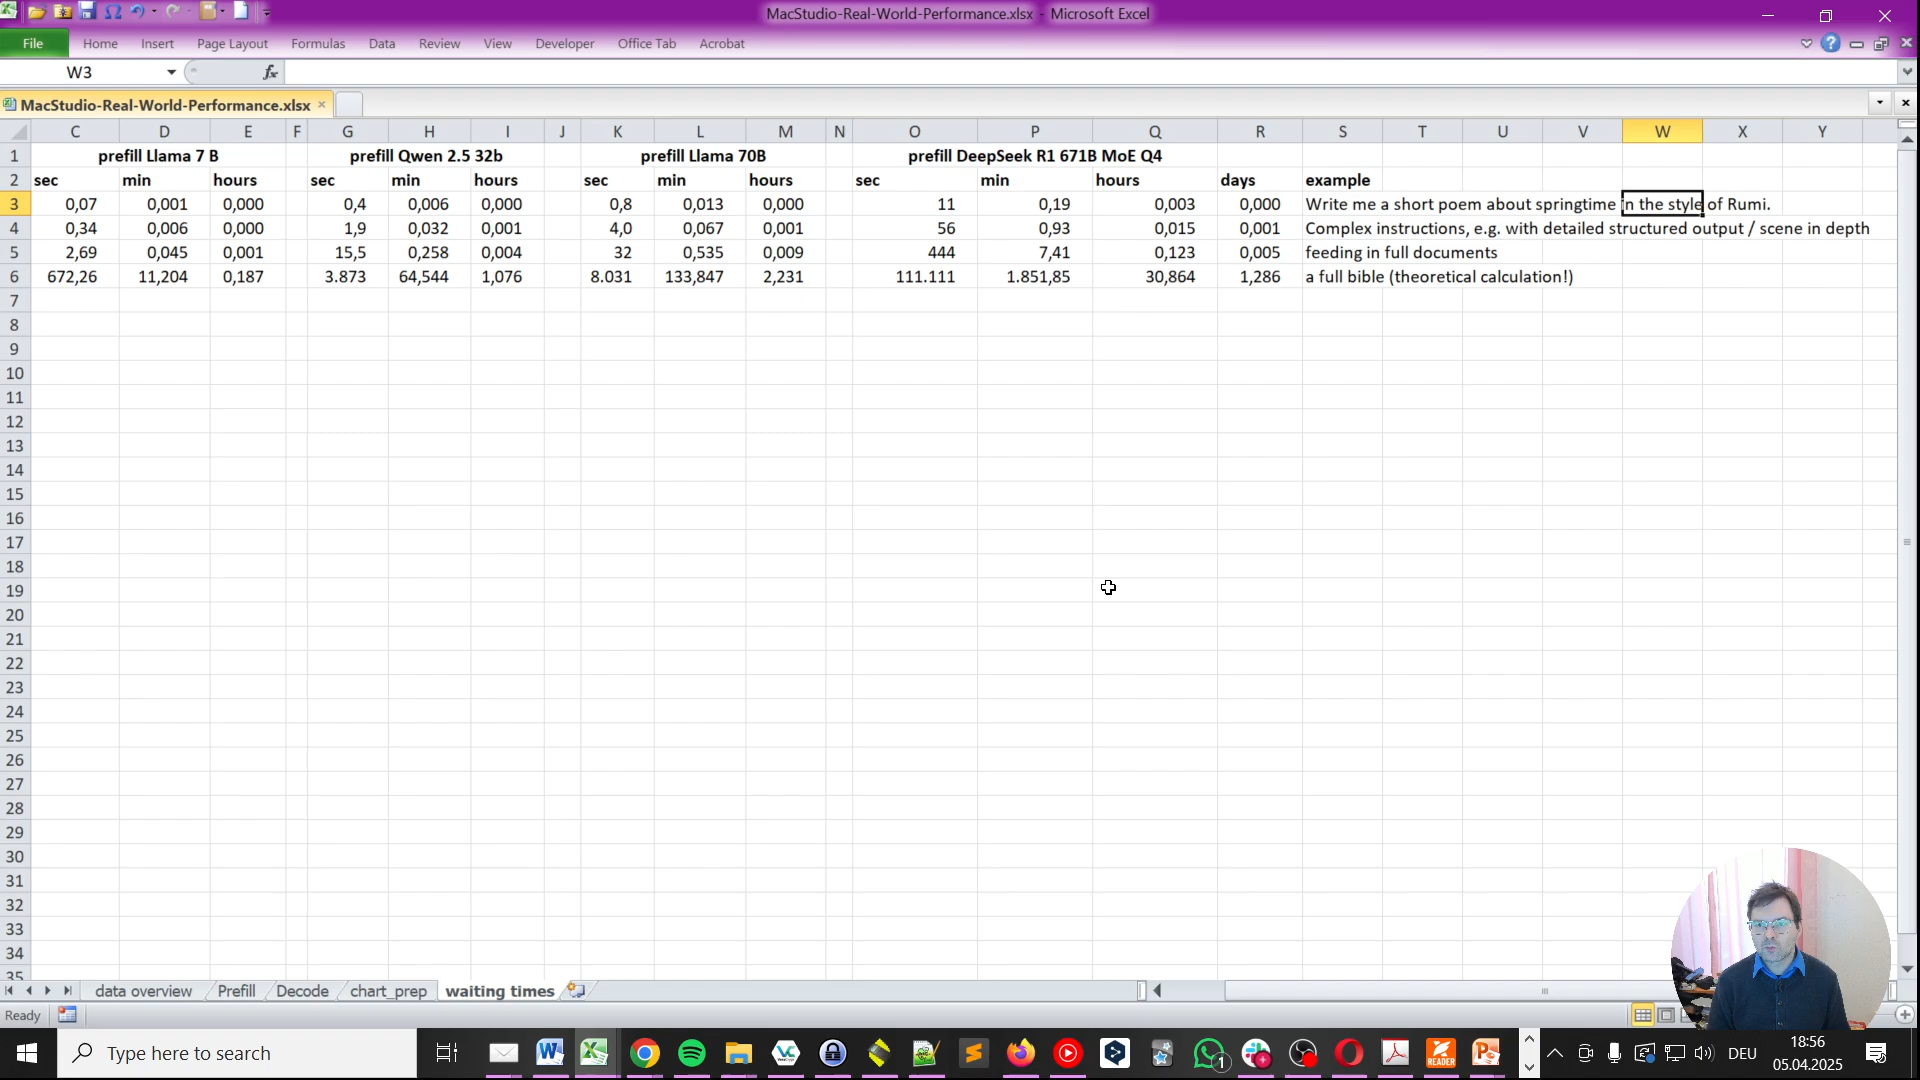 MacStudio-Real-World-Performance.xlsx - Microsoft Excel
File Home Insert Page Layout Formulas Data Review View Developer Office Tab Acrobat
W3 fx
MacStudio-Real-World-Performance.xlsx
C D E F G H I J K L M N O P Q R S T U V W X Y
1 prefill Llama 7 B prefill Qwen 2.5 32b prefill Llama 70B prefill DeepSeek R1 671B MoE Q4
2 sec min hours sec min hours sec min hours sec min hours days example
3 0,07 0,001 0,000 0,4 0,006 0,000 0,8 0,013 0,000 11 0,19 0,003 0,000 Write me a short poem about springtime in the style of Rumi.
4 0,34 0,006 0,000 1,9 0,032 0,001 4,0 0,067 0,001 56 0,93 0,015 0,001 Complex instructions, e.g. with detailed structured output / scene in depth
5 2,69 0,045 0,001 15,5 0,258 0,004 32 0,535 0,009 444 7,41 0,123 0,005 feeding in full documents
6 672,26 11,204 0,187 3.873 64,544 1,076 8.031 133,847 2,231 111.111 1.851,85 30,864 1,286 a full bible (theoretical calculation!)
7
8
9
10
11
12
13
14
15
16
17
18
19
20
21
22
23
24
25
26
27
28
29
30
31
32
33
34
35
data overview Prefill Decode chart_prep waiting times
Ready
Type here to search
DEU
18:56
05.04.2025